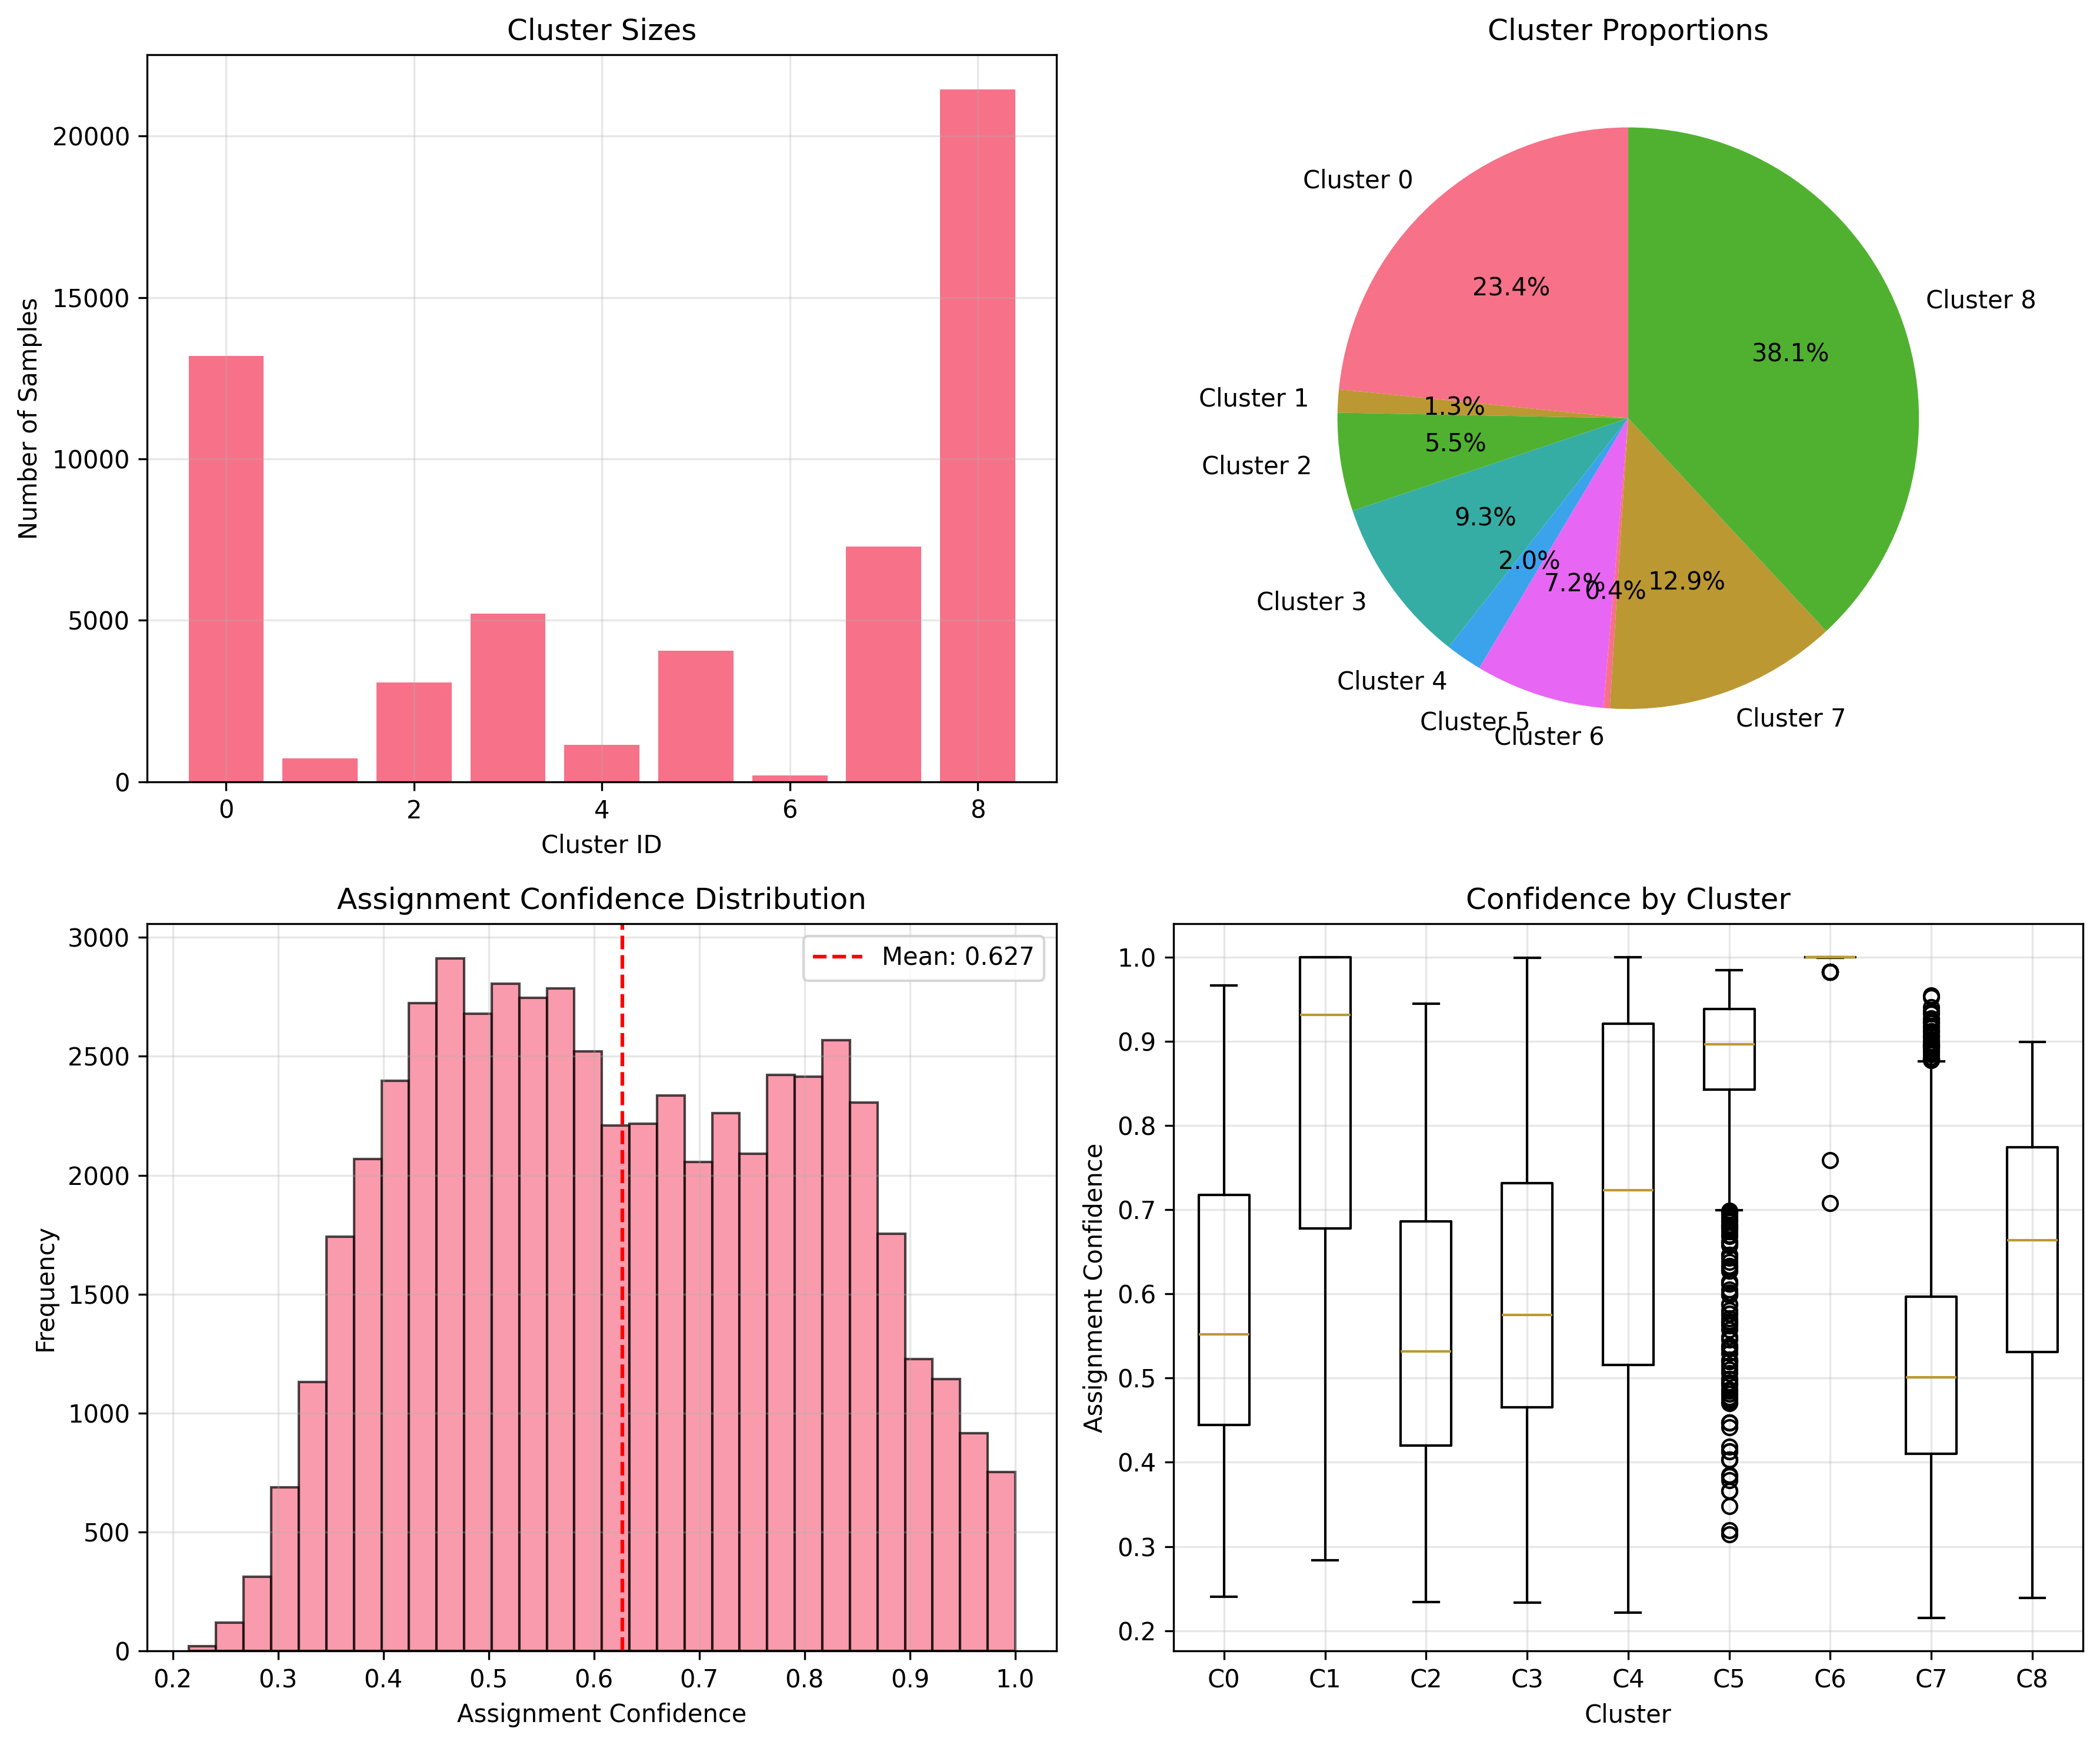 Cluster Sizes
Number of Samples
20000
15000
10000
5000
0
0 2 4 6 8
Cluster ID
Cluster Proportions
Cluster 0
23.4%
Cluster 1
1.3%
Cluster 2
5.5%
Cluster 3
9.3%
Cluster 4
2.0%
Cluster 5
7.2%
Cluster 6
0.4%
Cluster 7
12.9%
Cluster 8
38.1%
Assignment Confidence Distribution
Mean: 0.627
Frequency
3000
2500
2000
1500
1000
500
0
0.2 0.3 0.4 0.5 0.6 0.7 0.8 0.9 1.0
Assignment Confidence
Confidence by Cluster
Assignment Confidence
1.0
0.9
0.8
0.7
0.6
0.5
0.4
0.3
0.2
C0 C1 C2 C3 C4 C5 C6 C7 C8
Cluster